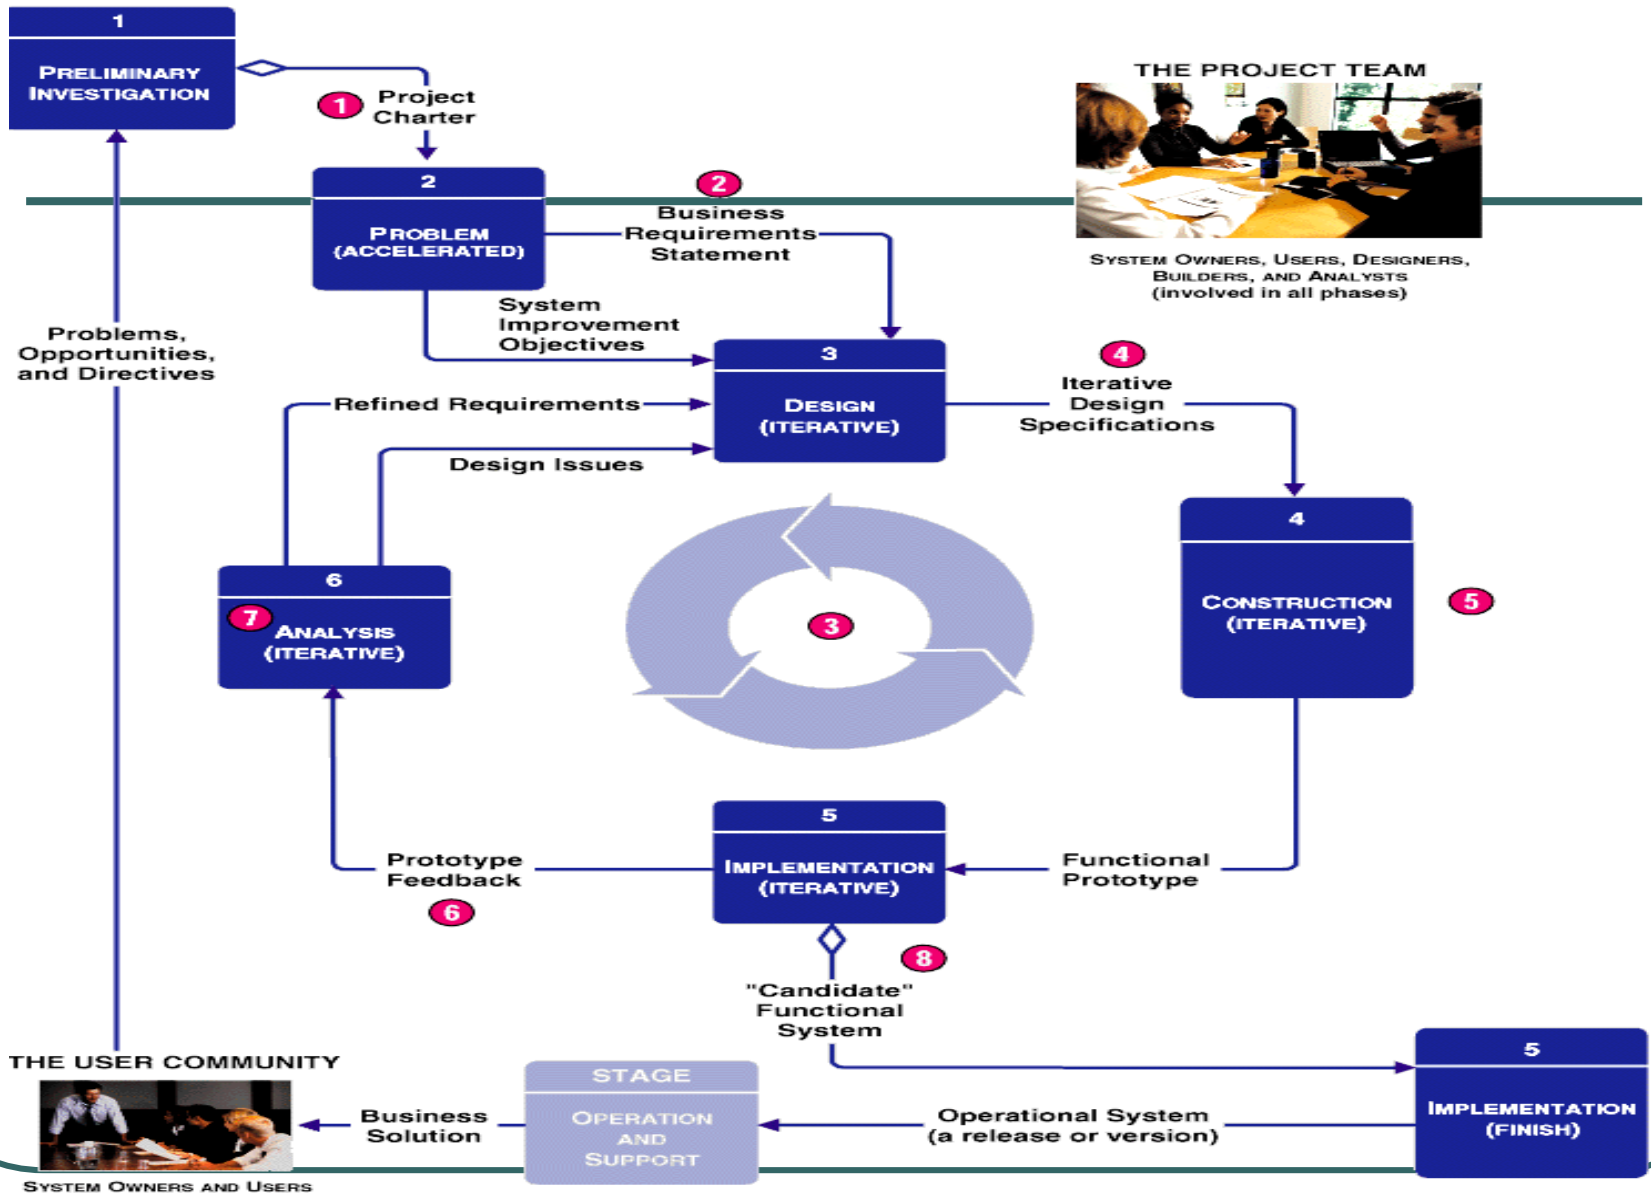 1
PRELIMINARY
INVESTIGATION
1
Project
Charter
THE PROJECT TEAM
SYSTEM OWNERS, USERS, DESIGNERS,
BUILDERS, AND ANALYSTS
(involved in all phases)
2
PROBLEM
(ACCELERATED)
2
Business
Requirements
Statement
System
Improvement
Objectives
Problems,
Opportunities,
and Directives
3
DESIGN
(ITERATIVE)
4
Iterative
Design
Specifications
Refined Requirements
Design Issues
4
CONSTRUCTION
(ITERATIVE)
5
6
7
ANALYSIS
(ITERATIVE)
3
5
IMPLEMENTATION
(ITERATIVE)
Functional
Prototype
Prototype
Feedback
6
8
"Candidate"
Functional
System
5
IMPLEMENTATION
(FINISH)
Operational System
(a release or version)
STAGE
OPERATION
AND
SUPPORT
Business
Solution
THE USER COMMUNITY
SYSTEM OWNERS AND USERS